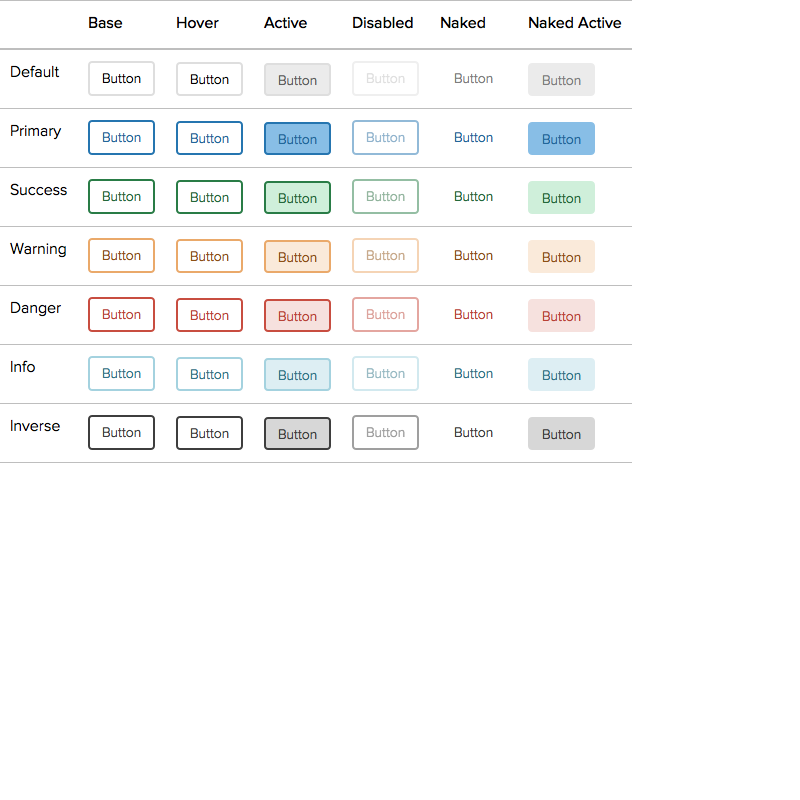 Base Hover Active Disabled Naked Naked Active
Default Button Button Button Button Button Button
Primary Button Button Button Button Button Button
Success Button Button Button Button Button Button
Warning Button Button Button Button Button Button
Danger Button Button Button Button Button Button
Info Button Button Button Button Button Button
Inverse Button Button Button Button Button Button